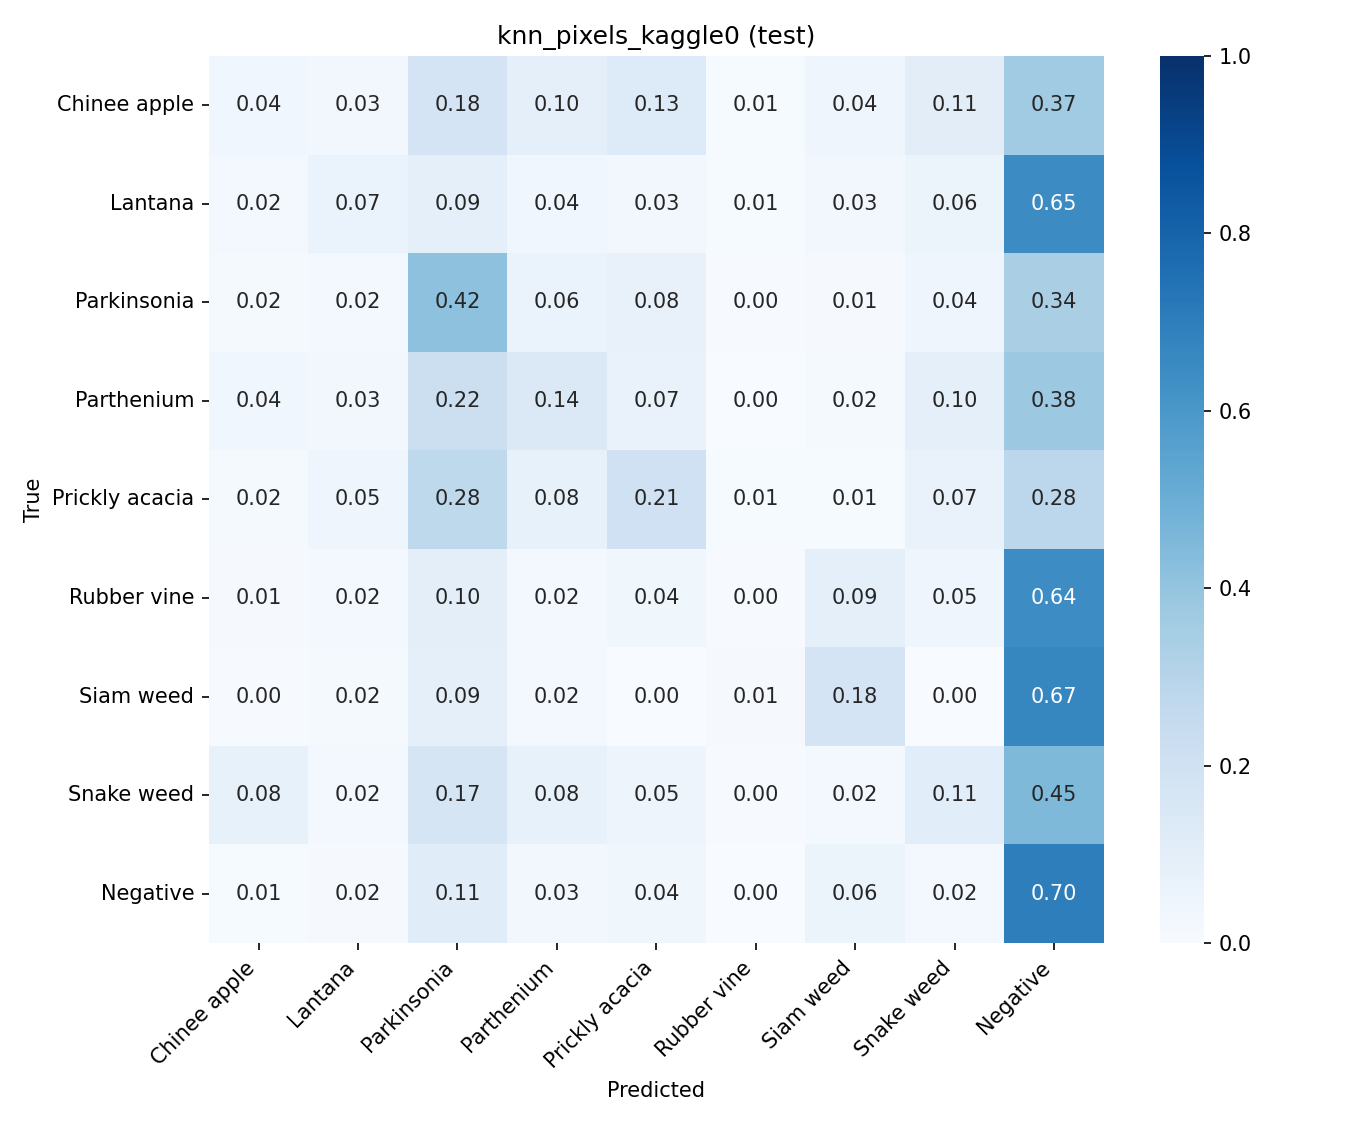 knn_pixels_kaggle0 (test)
Chinee apple 0.04 0.03 0.18 0.10 0.13 0.01 0.04 0.11 0.37
Lantana 0.02 0.07 0.09 0.04 0.03 0.01 0.03 0.06 0.65
Parkinsonia 0.02 0.02 0.42 0.06 0.08 0.00 0.01 0.04 0.34
Parthenium 0.04 0.03 0.22 0.14 0.07 0.00 0.02 0.10 0.38
Prickly acacia 0.02 0.05 0.28 0.08 0.21 0.01 0.01 0.07 0.28
Rubber vine 0.01 0.02 0.10 0.02 0.04 0.00 0.09 0.05 0.64
Siam weed 0.00 0.02 0.09 0.02 0.00 0.01 0.18 0.00 0.67
Snake weed 0.08 0.02 0.17 0.08 0.05 0.00 0.02 0.11 0.45
Negative 0.01 0.02 0.11 0.03 0.04 0.00 0.06 0.02 0.70
True
Chinee apple Lantana Parkinsonia Parthenium Prickly acacia Rubber vine Siam weed Snake weed Negative
Predicted
1.0
0.8
0.6
0.4
0.2
0.0